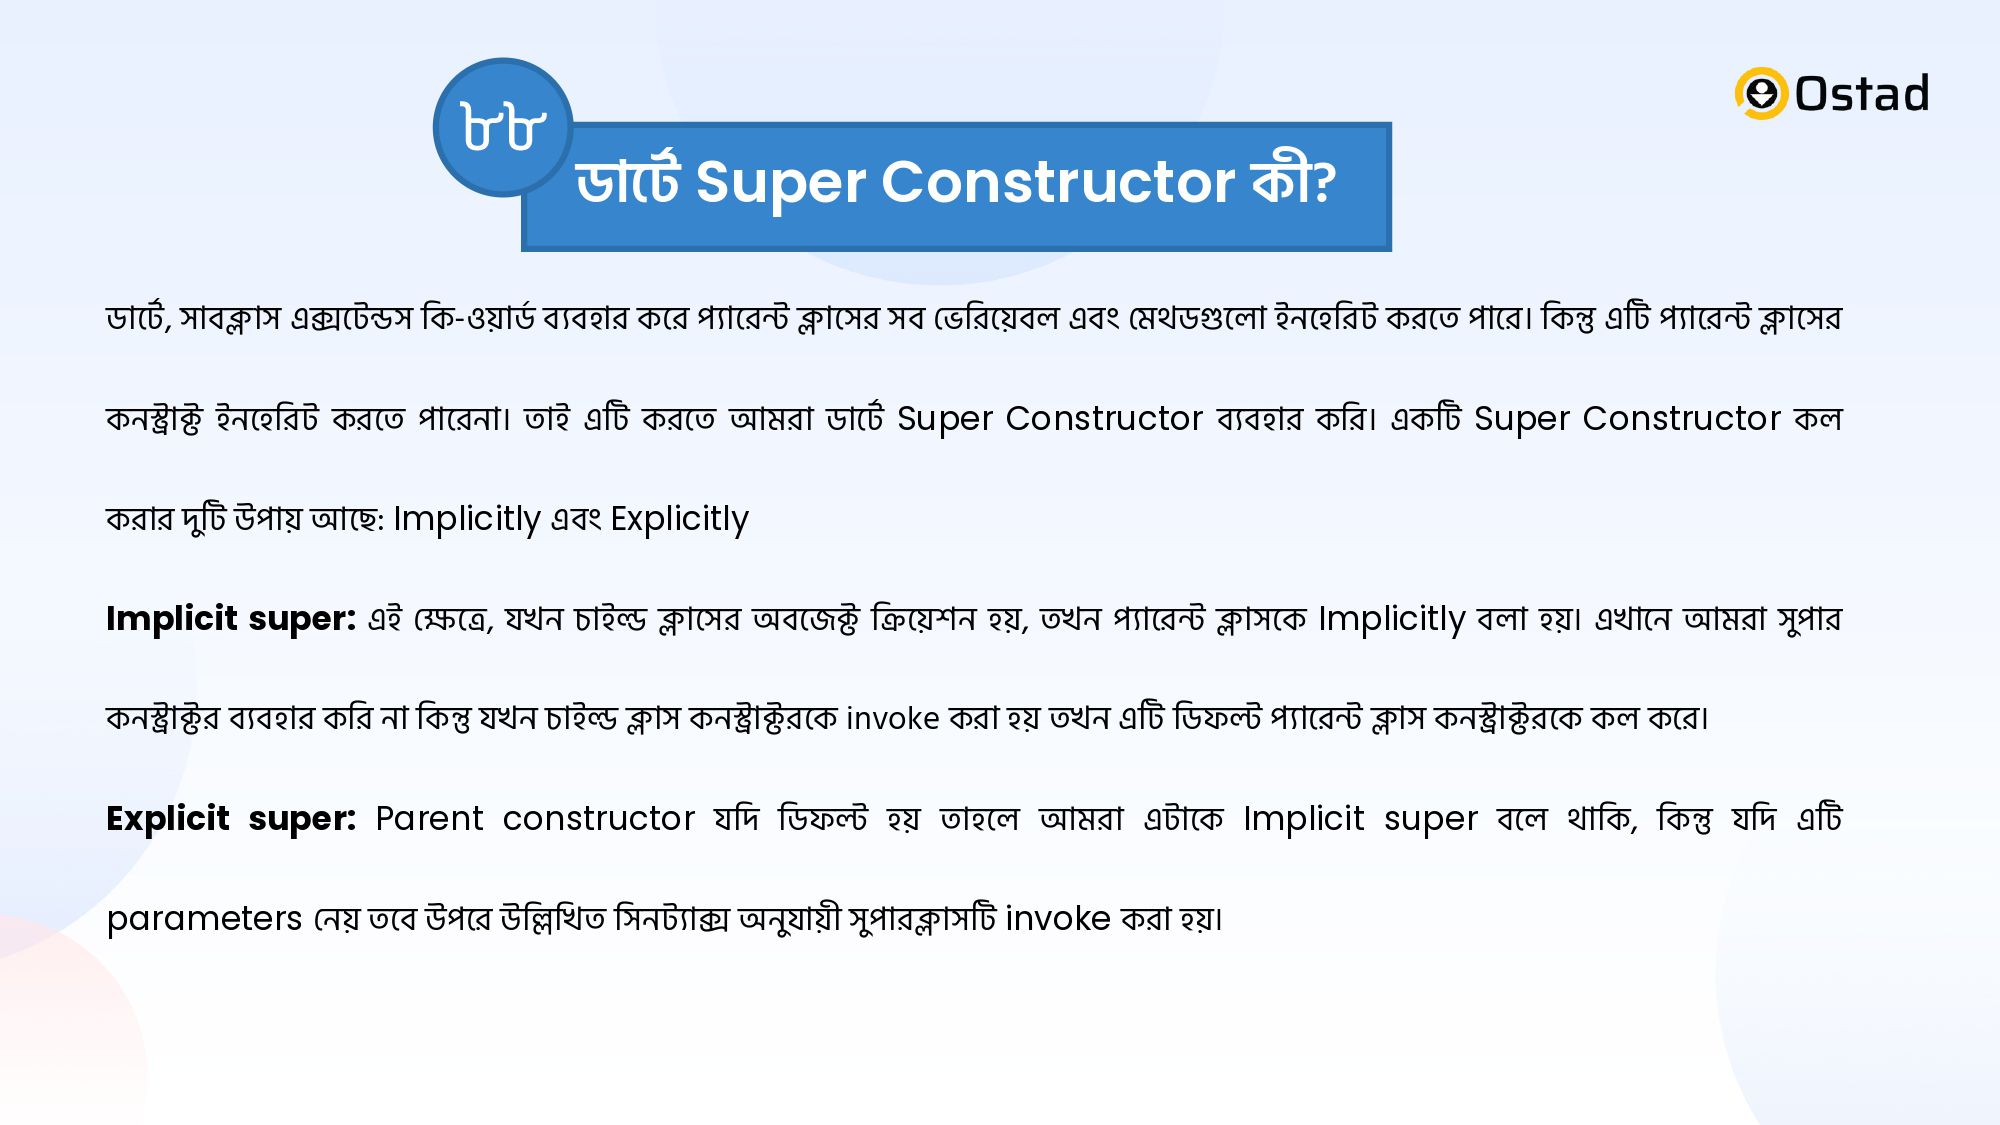 ৮৮
Ostad
ডার্টে Super Constructor কী?
ডার্টে, সাবক্লাস এক্সটেন্ডস কি-ওয়ার্ড ব্যবহার করে প্যারেন্ট ক্লাসের সব ভেরিয়েবল এবং মেথডগুলো ইনহেরিট করতে পারে। কিন্তু এটি প্যারেন্ট ক্লাসের
কনস্ট্রাক্ট ইনহেরিট করতে পারেনা। তাই এটি করতে আমরা ডার্টে Super Constructor ব্যবহার করি। একটি Super Constructor কল
করার দুটি উপায় আছে: Implicitly এবং Explicitly
Implicit super: এই ক্ষেত্রে, যখন চাইল্ড ক্লাসের অবজেক্ট ক্রিয়েশন হয়, তখন প্যারেন্ট ক্লাসকে Implicitly বলা হয়। এখানে আমরা সুপার
কনস্ট্রাক্টর ব্যবহার করি না কিন্তু যখন চাইল্ড ক্লাস কনস্ট্রাক্টরকে invoke করা হয় তখন এটি ডিফল্ট প্যারেন্ট ক্লাস কনস্ট্রাক্টরকে কল করে।
Explicit super: Parent constructor যদি ডিফল্ট হয় তাহলে আমরা এটাকে Implicit super বলে থাকি, কিন্তু যদি এটি
parameters নেয় তবে উপরে উল্লিখিত সিনট্যাক্স অনুযায়ী সুপারক্লাসটি invoke করা হয়।